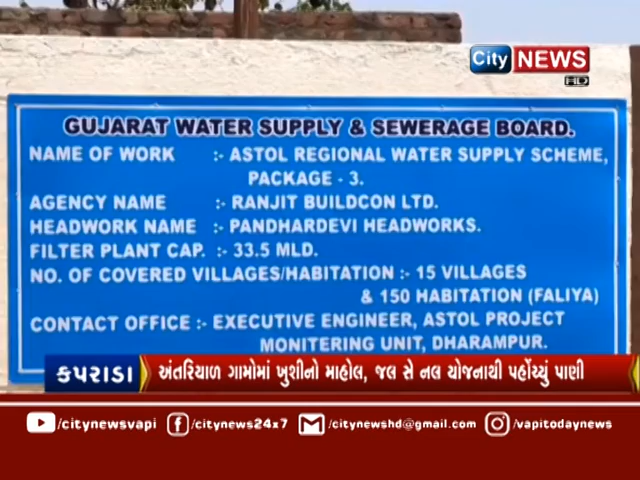 City NEWS
HD
GUJARAT WATER SUPPLY & SEWERAGE BOARD.
NAME OF WORK :- ASTOL REGIONAL WATER SUPPLY SCHEME,
PACKAGE - 3.
AGENCY NAME :- RANJIT BUILDCON LTD.
HEADWORK NAME :- PANDHARDEVI HEADWORKS.
FILTER PLANT CAP. :- 33.5 MLD.
NO. OF COVERED VILLAGES/HABITATION :- 15 VILLAGES
& 150 HABITATION (FALIYA)
CONTACT OFFICE :- EXECUTIVE ENGINEER, ASTOL PROJECT
MONITERING UNIT, DHARAMPUR.
કપરાડા અંતરિયાળ ગામોમાં ખુશીનો માહોલ, જલ સે નલ યોજનાથી પહોંચ્યું પાણી
/citynewsvapi /citynews24x7 /citynewshd@gmail.com /vapitodaynews